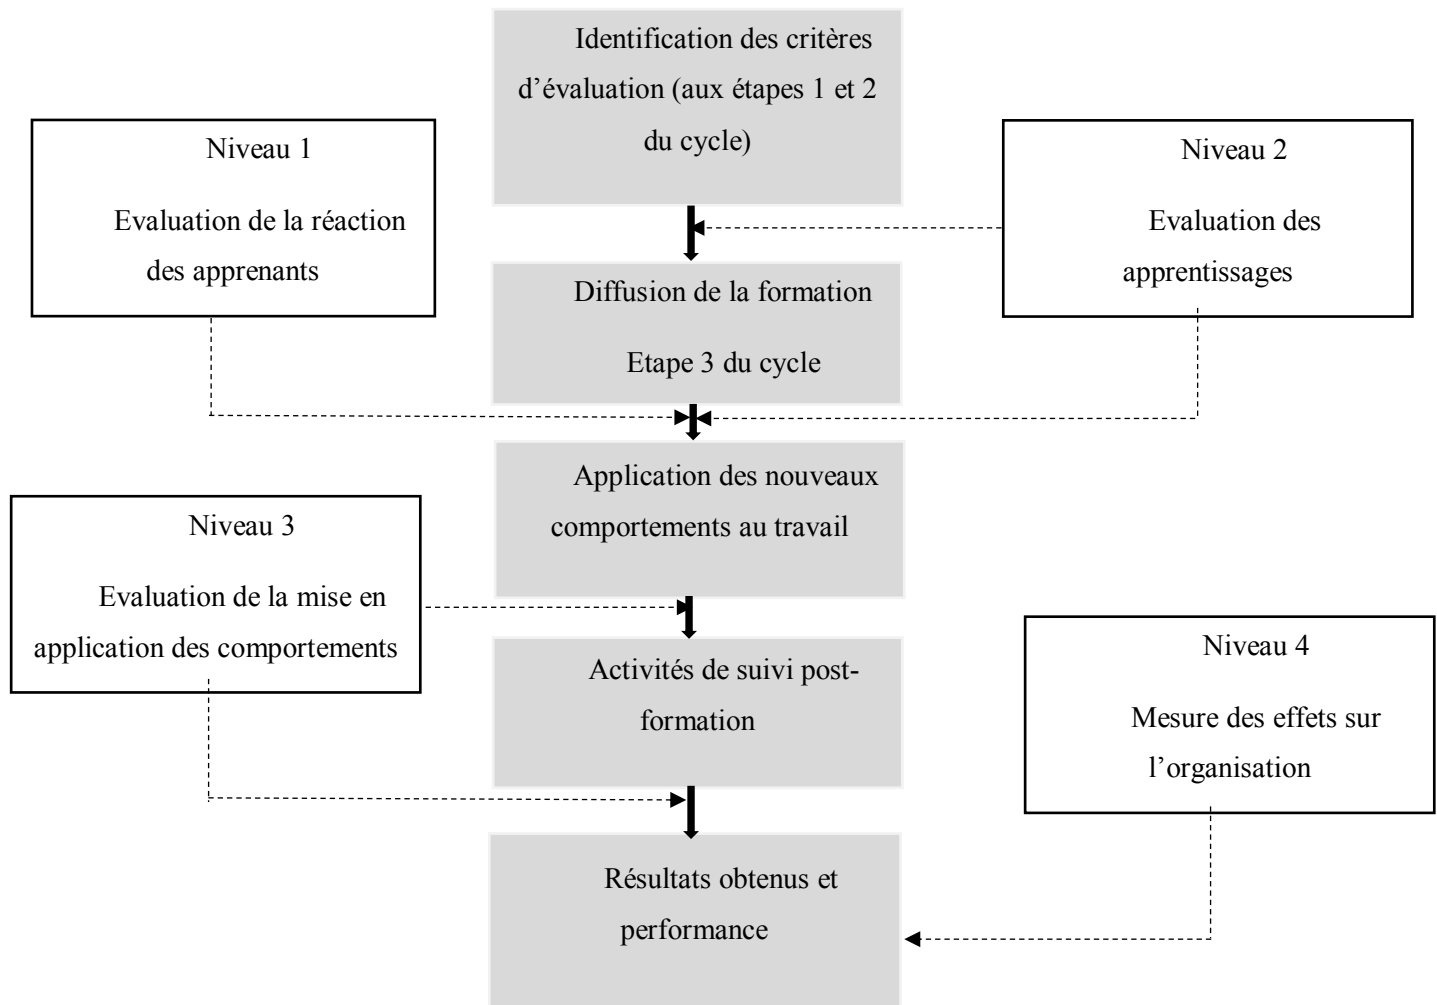 Identification des critères
d’évaluation (aux étapes 1 et 2
du cycle)
Niveau 1
Evaluation de la réaction
des apprenants
Niveau 2
Evaluation des
apprentissages
Diffusion de la formation
Etape 3 du cycle
Application des nouveaux
comportements au travail
Niveau 3
Evaluation de la mise en
application des comportements
Activités de suivi post-
formation
Niveau 4
Mesure des effets sur
l’organisation
Résultats obtenus et
performance